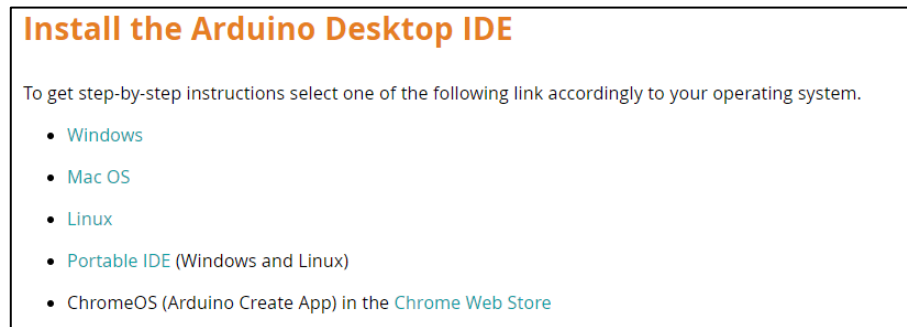 Install the Arduino Desktop IDE
To get step-by-step instructions select one of the following link accordingly to your operating system.
• Windows
• Mac OS
• Linux
• Portable IDE (Windows and Linux)
• ChromeOS (Arduino Create App) in the Chrome Web Store